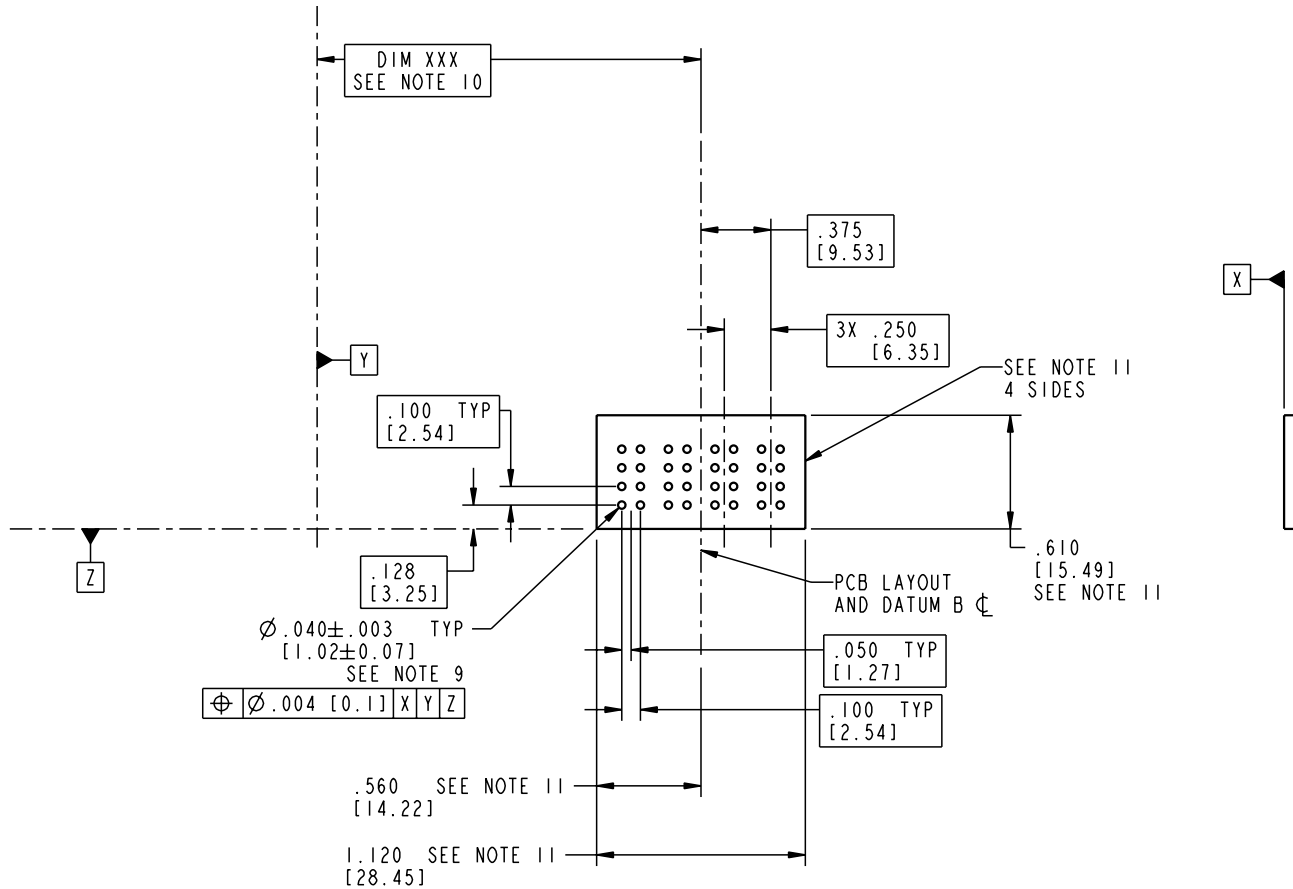 DIM XXX
SEE NOTE 10
.375
[9.53]
X
3X .250
[6.35]
Y
SEE NOTE 11
4 SIDES
.100 TYP
[2.54]
Z
.128
[3.25]
.610
[15.49]
SEE NOTE 11
PCB LAYOUT
AND DATUM B ℄
Ø.040±.003 TYP
[1.02±0.07]
SEE NOTE 9
⌖ Ø.004 [0.1] X Y Z
.050 TYP
[1.27]
.100 TYP
[2.54]
.560 SEE NOTE 11
[14.22]
1.120 SEE NOTE 11
[28.45]